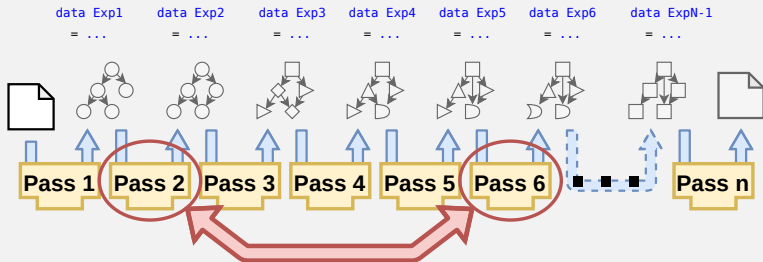 data Exp1 data Exp2 data Exp3 data Exp4 data Exp5 data Exp6 data ExpN-1
= ... = ... = ... = ... = ... = ... = ...
Pass 1 Pass 2 Pass 3 Pass 4 Pass 5 Pass 6 Pass n